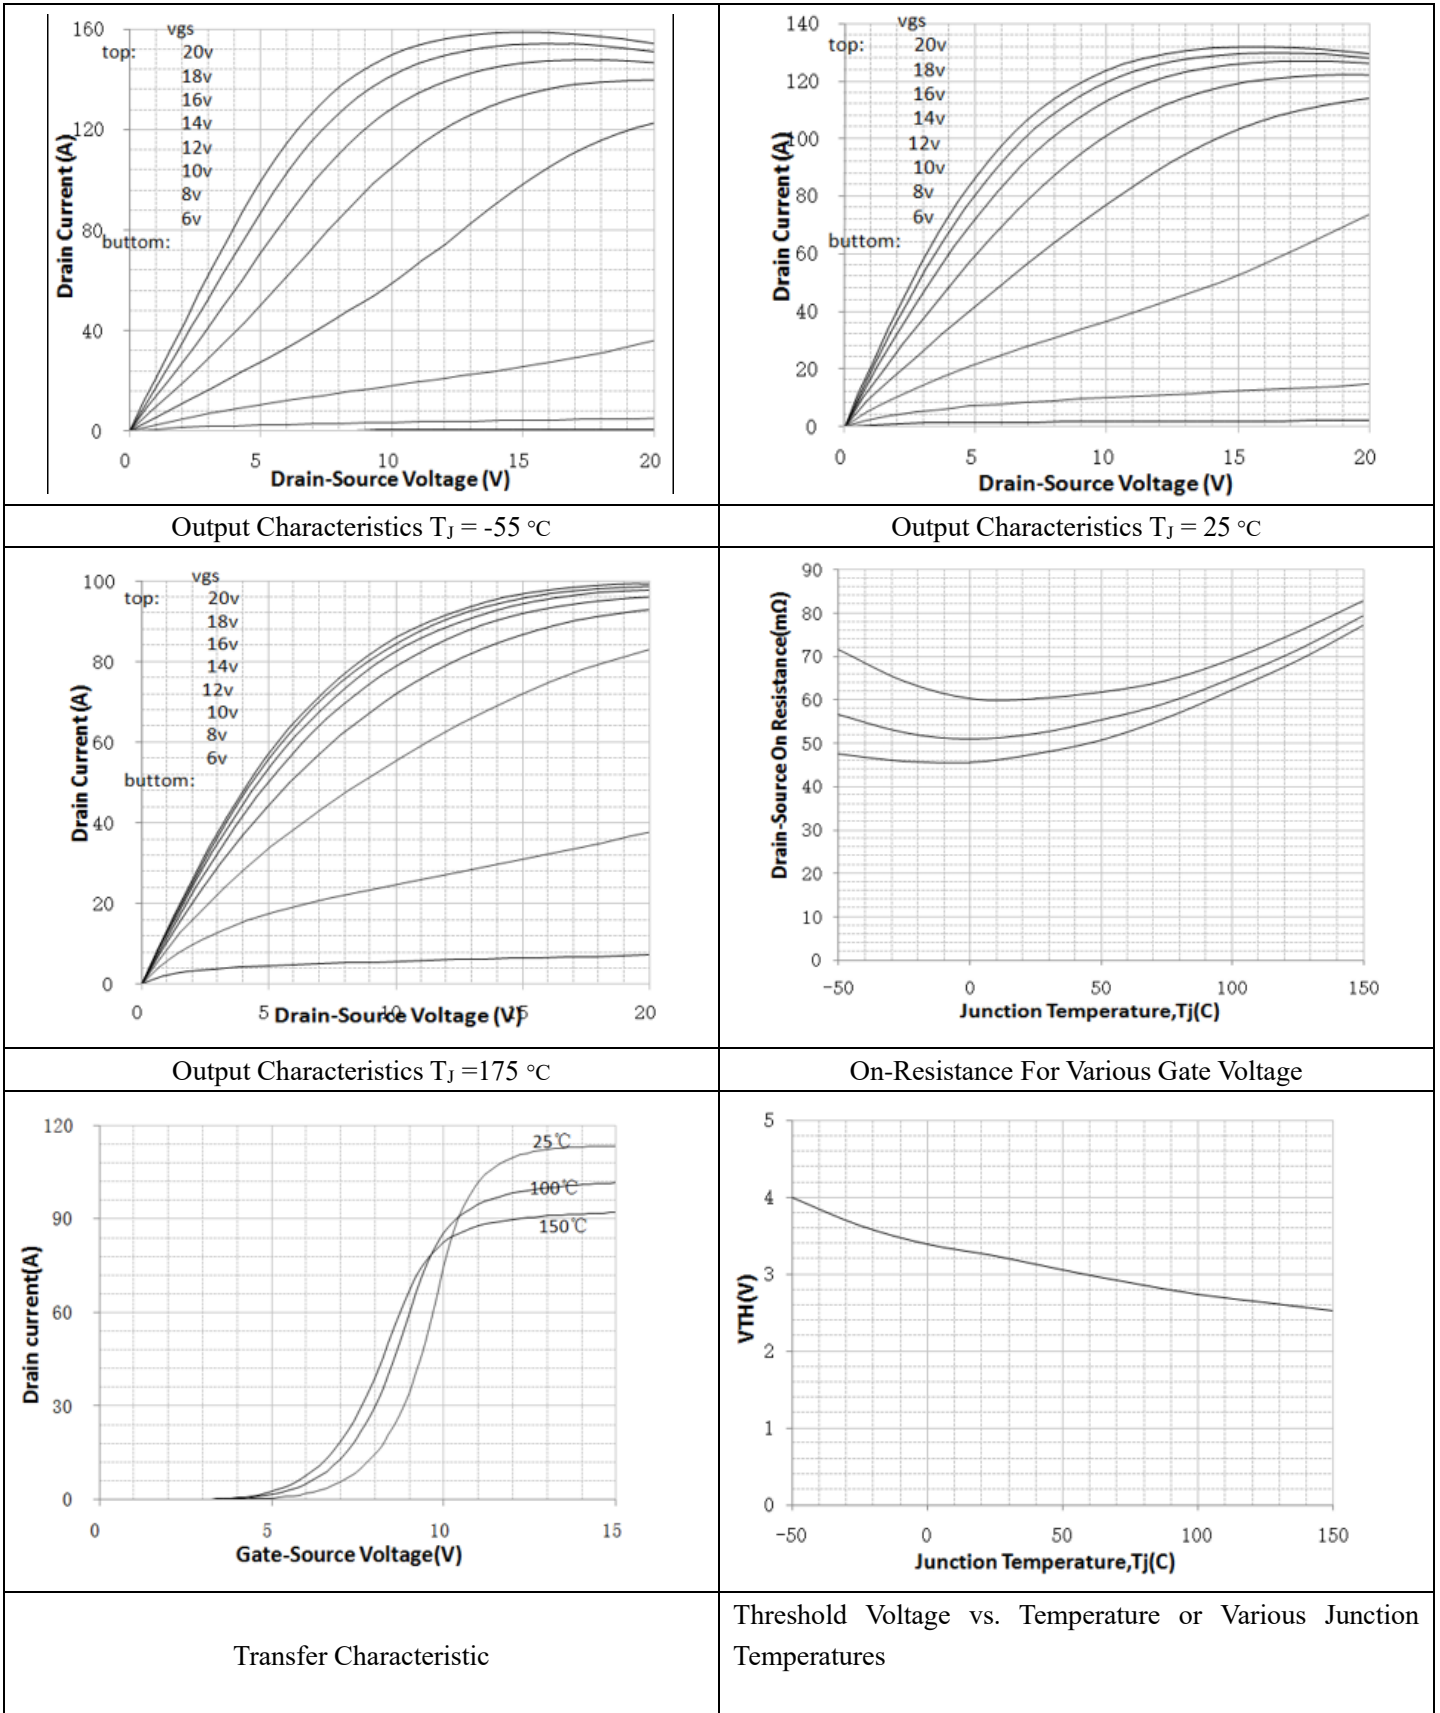 vgs
top:
20v
18v
16v
14v
12v
10v
8v
6v
buttom:
160
120
80
40
0
Drain Current (A)
0 5 10 15 20
Drain-Source Voltage (V)
Output Characteristics TJ = -55 °C
vgs
top:
20v
18v
16v
14v
12v
10v
8v
6v
buttom:
140
120
100
80
60
40
20
0
Drain Current (A)
0 5 10 15 20
Drain-Source Voltage (V)
Output Characteristics TJ = 25 °C
vgs
top:
20v
18v
16v
14v
12v
10v
8v
6v
buttom:
100
80
60
40
20
0
Drain Current (A)
0 5 10 15 20
Drain-Source Voltage (V)
Output Characteristics TJ =175 °C
90
80
70
60
50
40
30
20
10
0
Drain-Source On Resistance(mΩ)
-50 0 50 100 150
Junction Temperature,Tj(C)
On-Resistance For Various Gate Voltage
120
90
60
30
0
Drain current(A)
25℃
100℃
150℃
0 5 10 15
Gate-Source Voltage(V)
Transfer Characteristic
5
4
3
2
1
0
VTH(V)
-50 0 50 100 150
Junction Temperature,Tj(C)
Threshold Voltage vs. Temperature or Various Junction
Temperatures